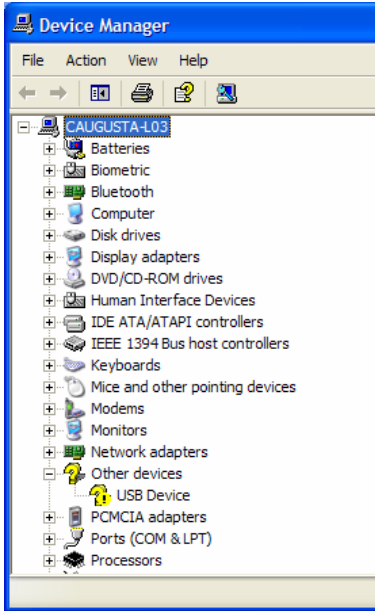 Device Manager
File Action View Help
CAUGUSTA-L03
Batteries
Biometric
Bluetooth
Computer
Disk drives
Display adapters
DVD/CD-ROM drives
Human Interface Devices
IDE ATA/ATAPI controllers
IEEE 1394 Bus host controllers
Keyboards
Mice and other pointing devices
Modems
Monitors
Network adapters
Other devices
USB Device
PCMCIA adapters
Ports (COM & LPT)
Processors